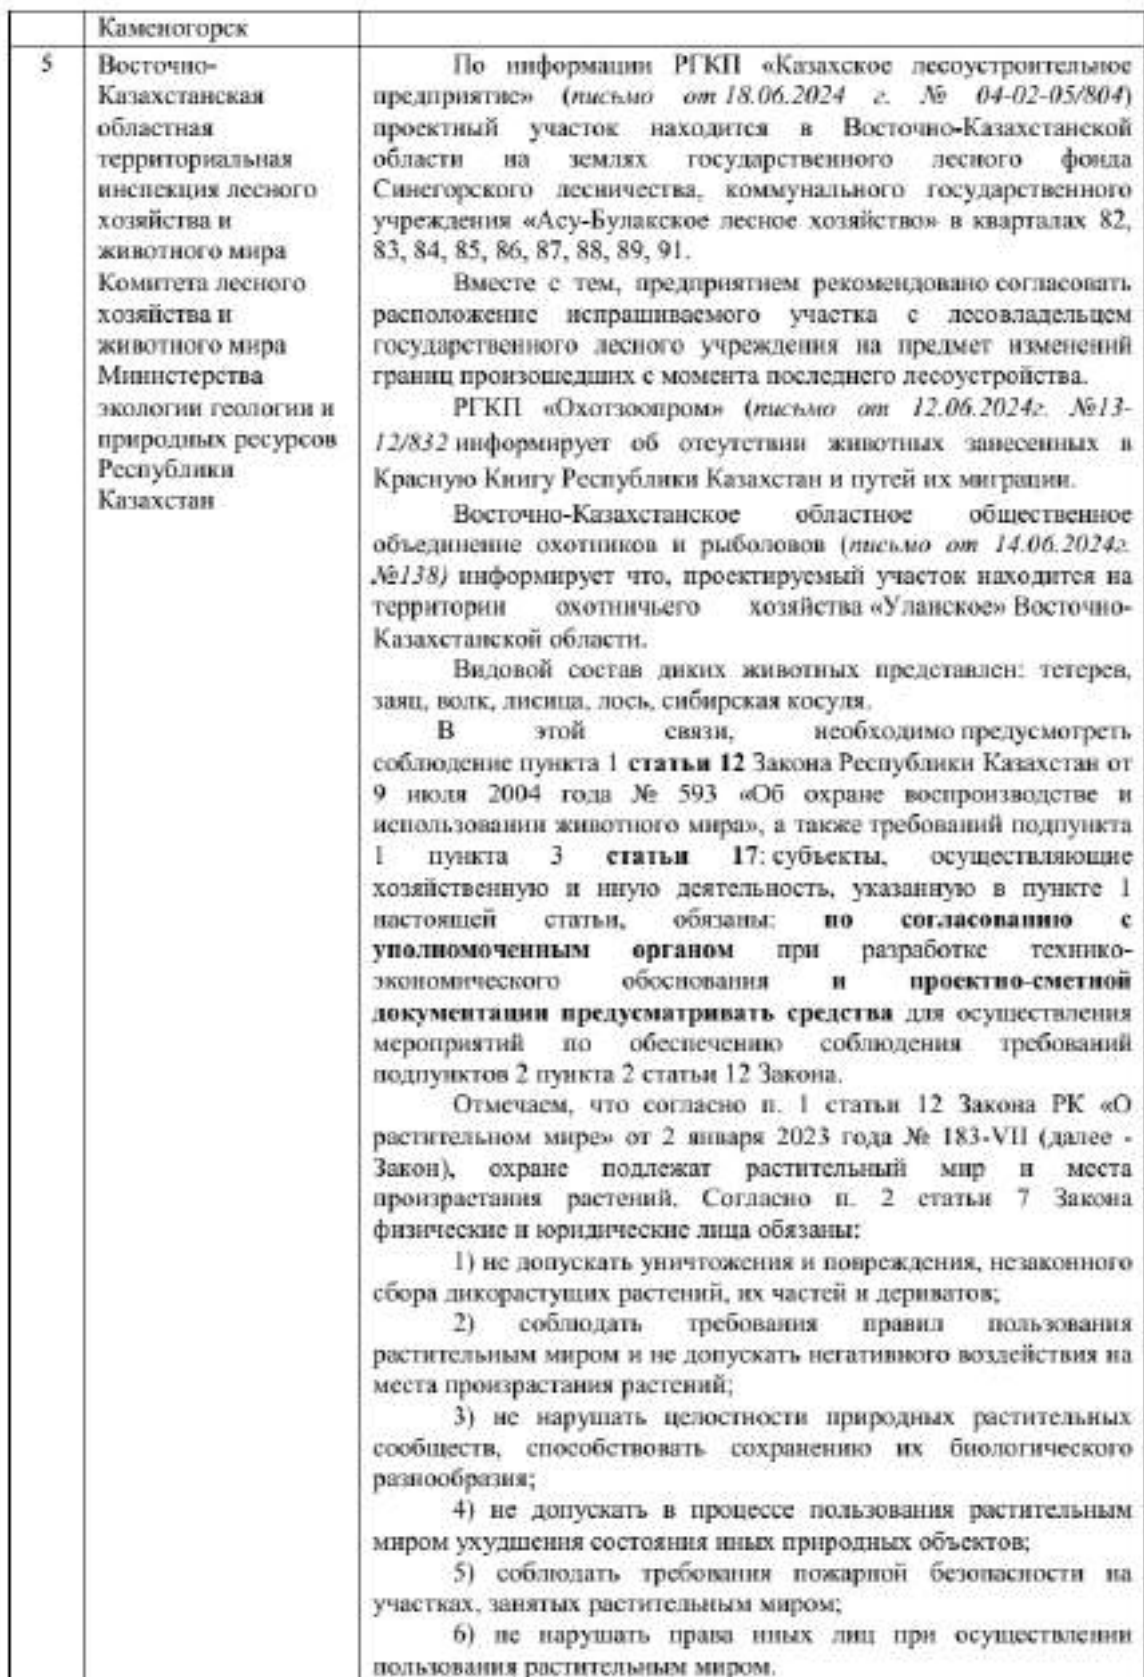 Каменогорск
5
Восточно-
Казахстанская
областная
территориальная
инспекция лесного
хозяйства и
животного мира
Комитета лесного
хозяйства и
животного мира
Министерства
экологии геологии и
природных ресурсов
Республики
Казахстан
По информации РГКП «Казахское лесоустроительное
предприятие» (письмо от 18.06.2024 г. № 04-02-05/804)
проектный участок находится в Восточно-Казахстанской
области на землях государственного лесного фонда
Синегорского лесничества, коммунального государственного
учреждения «Асу-Булакское лесное хозяйство» в кварталах 82,
83, 84, 85, 86, 87, 88, 89, 91.
Вместе с тем, предприятием рекомендовано согласовать
расположение испрашиваемого участка с лесовладельцем
государственного лесного учреждения на предмет изменений
границ произошедших с момента последнего лесоустройства.
РГКП «Охотзоопром» (письмо от 12.06.2024г. №13-
12/832 информирует об отсутствии животных занесенных в
Красную Книгу Республики Казахстан и путей их миграции.
Восточно-Казахстанское областное общественное
объединение охотников и рыболовов (письмо от 14.06.2024г.
№138) информирует что, проектируемый участок находится на
территории охотничьего хозяйства «Уланское» Восточно-
Казахстанской области.
Видовой состав диких животных представлен: тетерев,
заяц, волк, лисица, лось, сибирская косуля.
В этой связи, необходимо предусмотреть
соблюдение пункта 1 статьи 12 Закона Республики Казахстан от
9 июля 2004 года № 593 «Об охране воспроизводстве и
использовании животного мира», а также требований подпункта
1 пункта 3 статьи 17: субъекты, осуществляющие
хозяйственную и иную деятельность, указанную в пункте 1
настоящей статьи, обязаны: по согласованию с
уполномоченным органом при разработке технико-
экономического обоснования и проектно-сметной
документации предусматривать средства для осуществления
мероприятий по обеспечению соблюдения требований
подпунктов 2 пункта 2 статьи 12 Закона.
Отмечаем, что согласно п. 1 статьи 12 Закона РК «О
растительном мире» от 2 января 2023 года № 183-VII (далее -
Закон), охране подлежат растительный мир и места
произрастания растений. Согласно п. 2 статьи 7 Закона
физические и юридические лица обязаны:
1) не допускать уничтожения и повреждения, незаконного
сбора дикорастущих растений, их частей и дериватов;
2) соблюдать требования правил пользования
растительным миром и не допускать негативного воздействия на
места произрастания растений;
3) не нарушать целостности природных растительных
сообществ, способствовать сохранению их биологического
разнообразия;
4) не допускать в процессе пользования растительным
миром ухудшения состояния иных природных объектов;
5) соблюдать требования пожарной безопасности на
участках, занятых растительным миром;
6) не нарушать права иных лиц при осуществлении
пользования растительным миром.